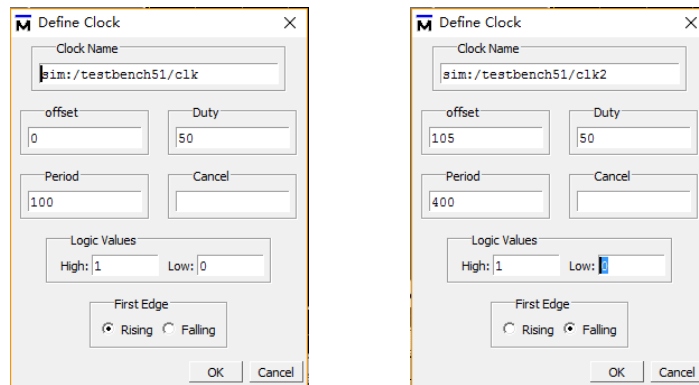 M Define Clock ×
Clock Name
sim:/testbench51/clk
offset
Duty
0
50
Period
Cancel
100
Logic Values
High: 1 Low: 0
First Edge
Rising Falling
OK Cancel
M Define Clock ×
Clock Name
sim:/testbench51/clk2
offset
Duty
105
50
Period
Cancel
400
Logic Values
High: 1 Low: 0
First Edge
Rising Falling
OK Cancel